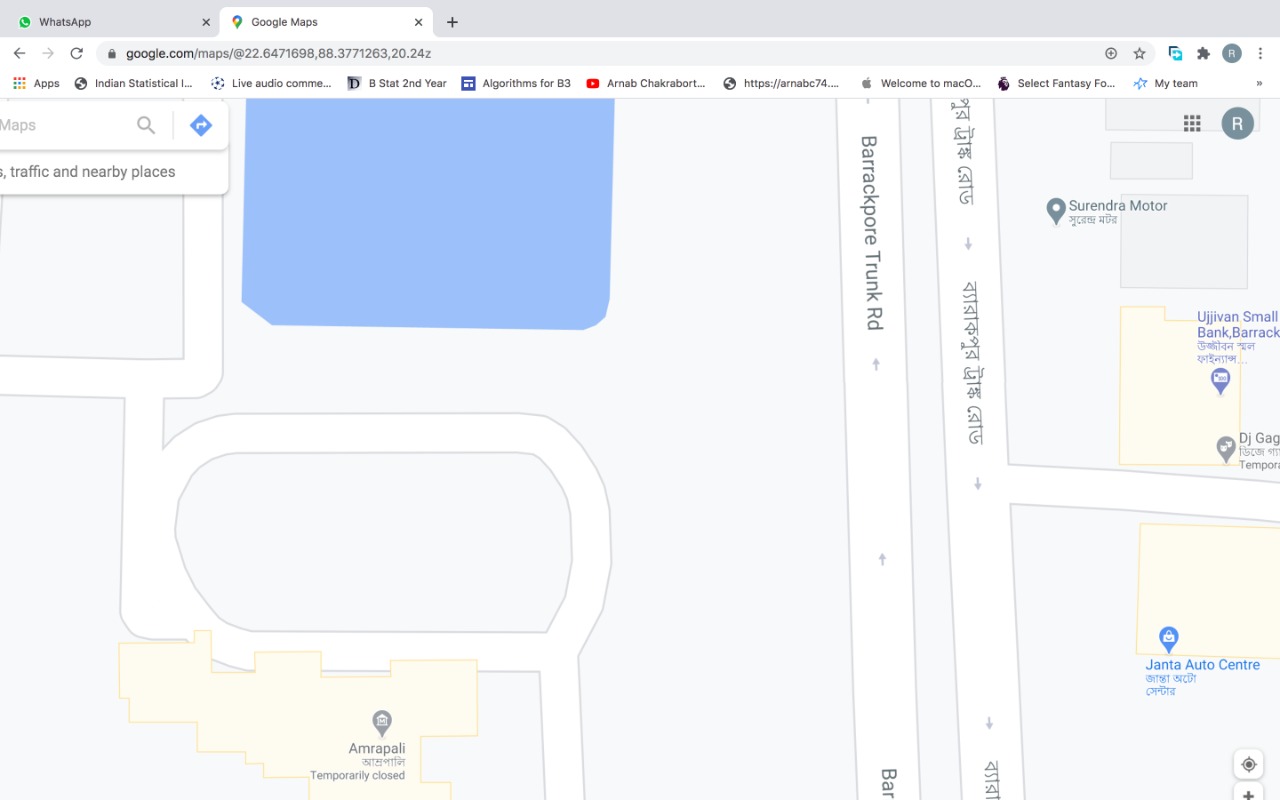 WhatsApp
Google Maps
google.com/maps/@22.6471698,88.3771263,20.24z
R
Apps
Indian Statistical I...
Live audio comme...
D
B Stat 2nd Year
Algorithms for B3
Arnab Chakrabort...
https://arnabc74....
Welcome to macO...
Select Fantasy Fo...
My team
»
Maps
R
s, traffic and nearby places
Barrackpore Trunk Rd
পুর ট্রাঙ্ক রোড
Surendra Motor
সুরেন্দ্র মটর
ব্যারাকপুর ট্রাঙ্ক রোড
Ujjivan Small
Bank,Barrack
উজ্জীবন স্মল
ফাইন্যান্স...
Dj Gag
ডিজে গ্যা
Tempora
Janta Auto Centre
জান্তা অটো
সেন্টার
Amrapali
আম্রপালি
Temporarily closed
Bar
ব্যারা